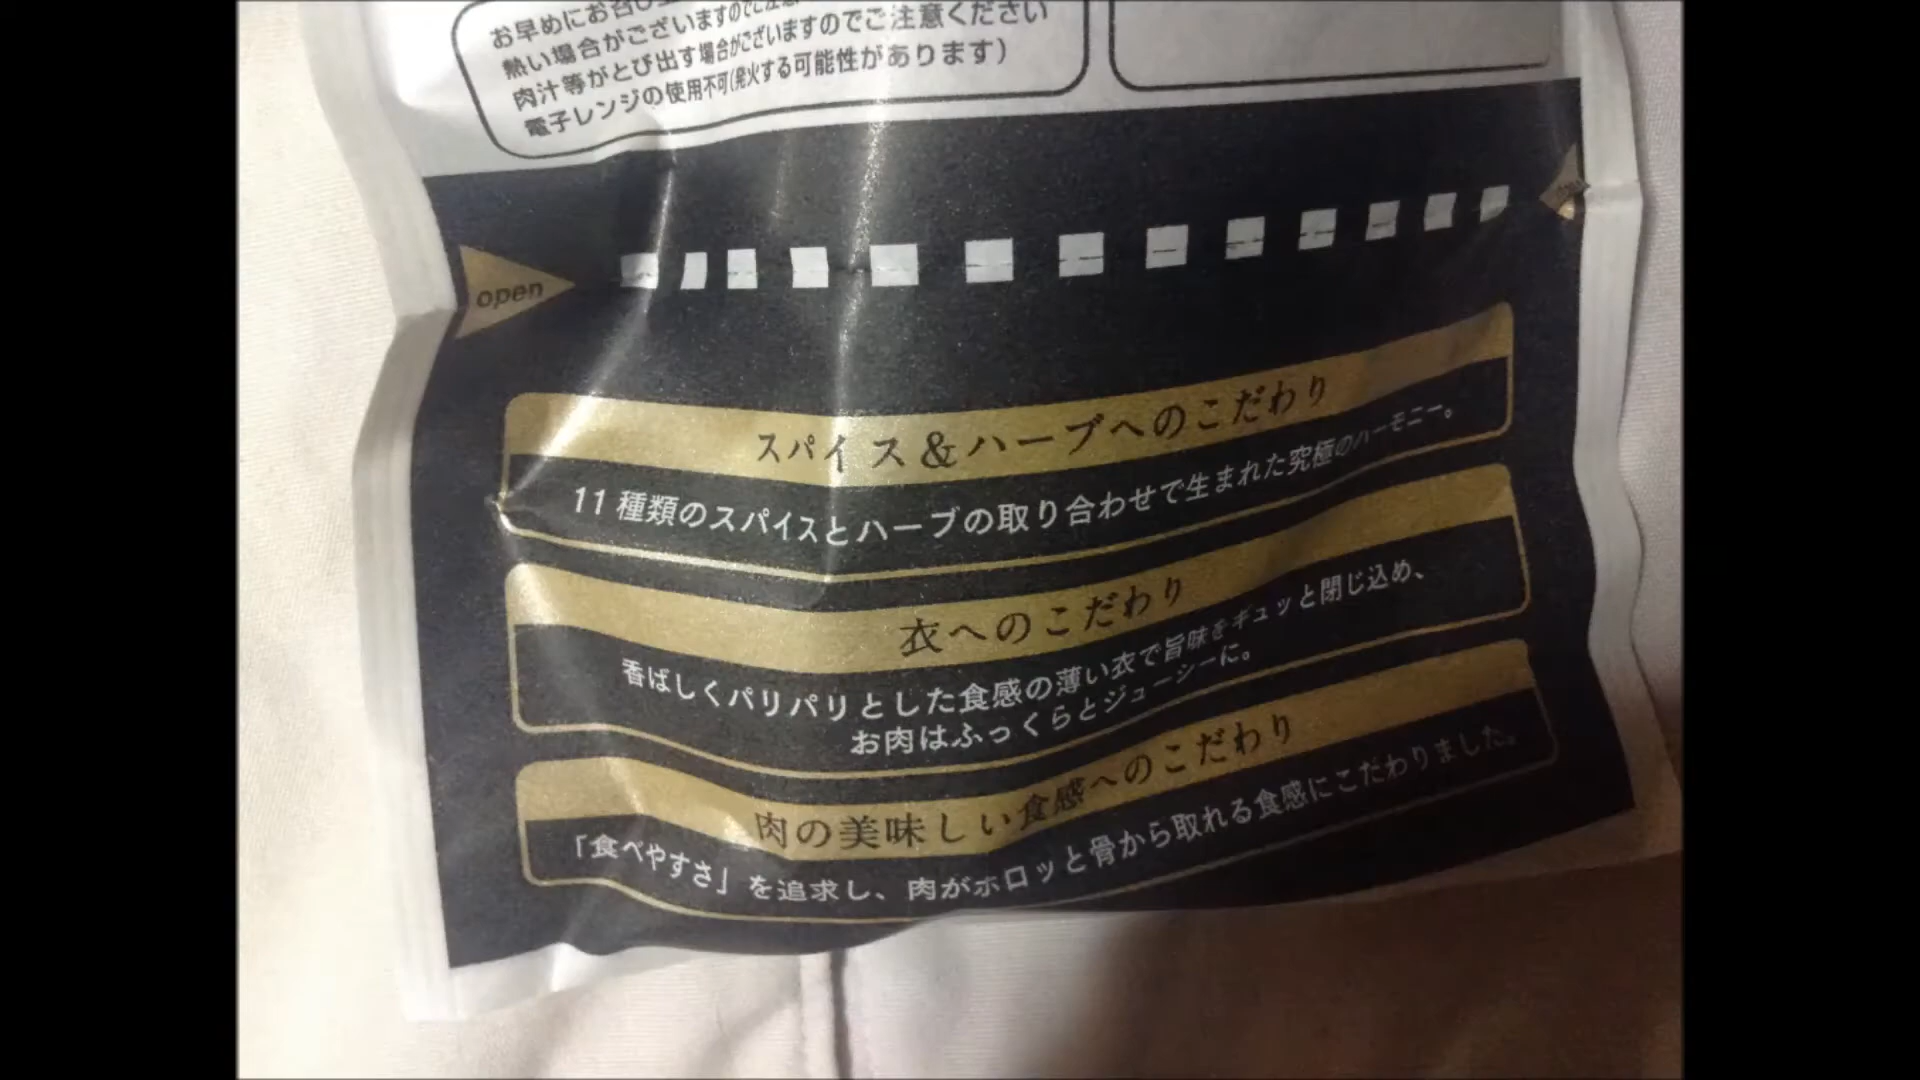 お早めにお召し上
熱い場合がございますのでご注意
肉汁等がとび出す場合がございますのでご注意ください
電子レンジの使用不可(発火する可能性があります)
open
スパイス&ハーブへのこだわり
11種類のスパイスとハーブの取り合わせで生まれた究極のハーモニー。
衣へのこだわり
香ばしくパリパリとした食感の薄い衣で旨味をギュッと閉じ込め、
お肉はふっくらとジューシーに。
肉の美味しい食感へのこだわり
「食べやすさ」を追求し、肉がホロッと骨から取れる食感にこだわりました。